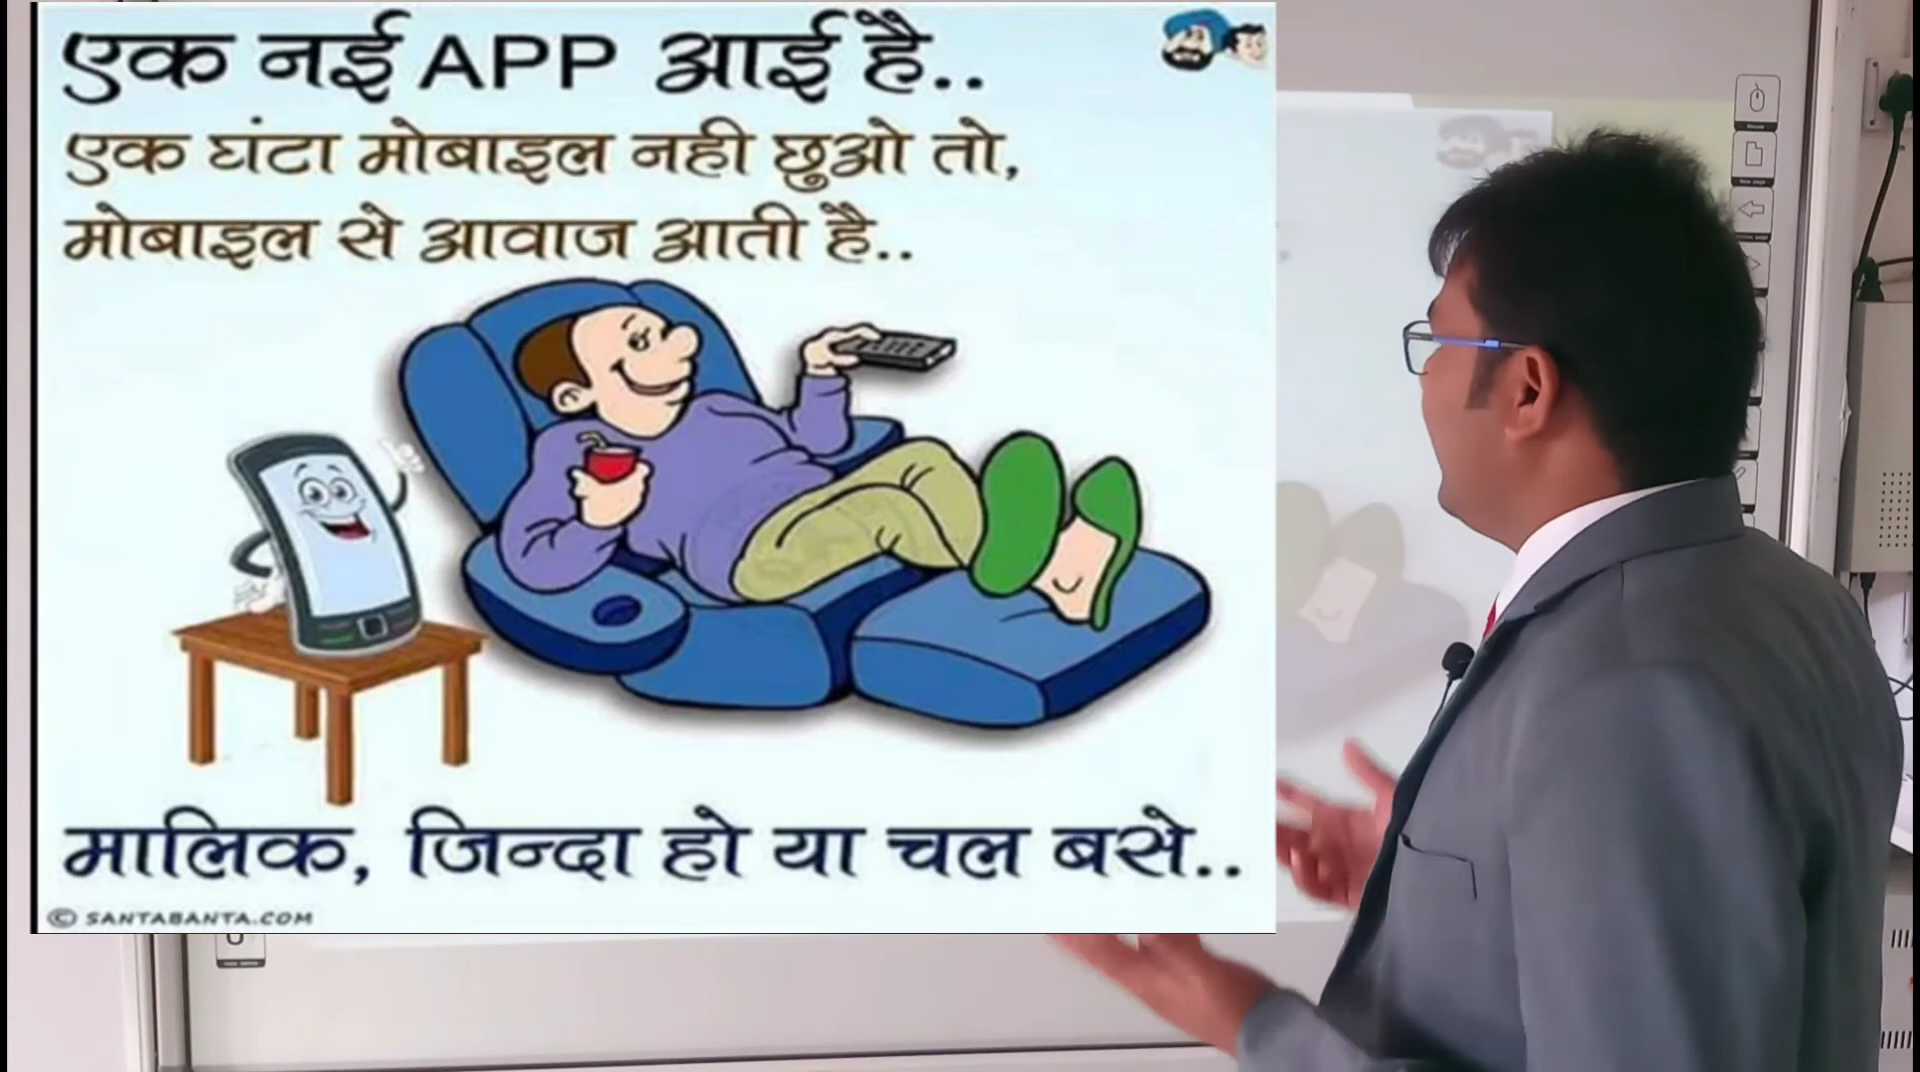 एक नई APP आई है..
एक घंटा मोबाइल नही छुओ तो,
मोबाइल से आवाज आती है..
मालिक, जिन्दा हो या चल बसे..
© SANTABANTA.COM